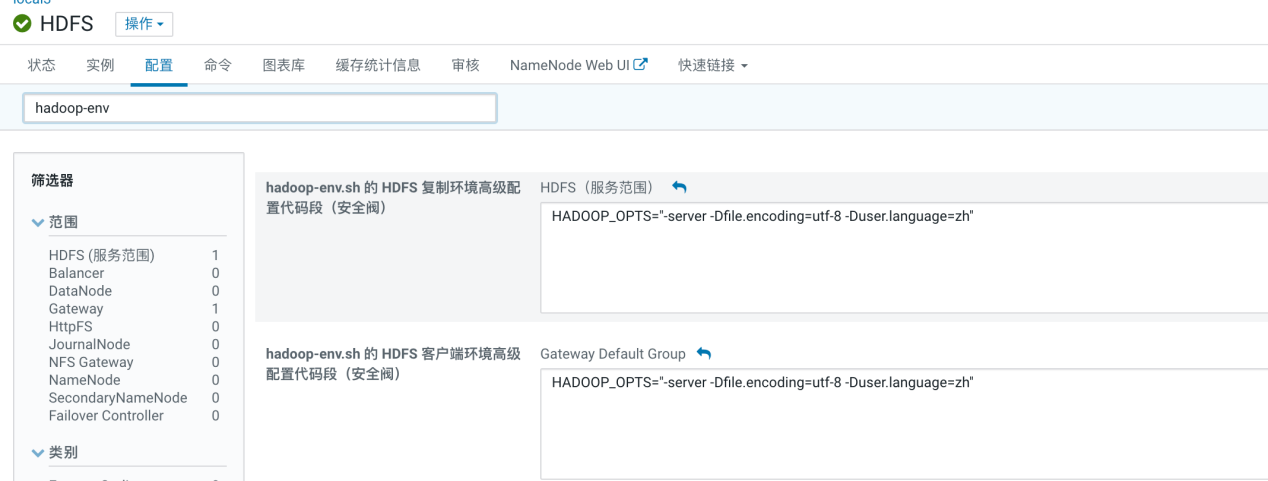 locals
HDFS 操作
状态 实例 配置 命令 图表库 缓存统计信息 审核 NameNode Web UI 快速链接
hadoop-env
筛选器
范围
HDFS (服务范围) 1
Balancer 0
DataNode 0
Gateway 1
HttpFS 0
JournalNode 0
NFS Gateway 0
NameNode 0
SecondaryNameNode 0
Failover Controller 0
类别
hadoop-env.sh 的 HDFS 复制环境高级配
置代码段（安全阀）
HDFS（服务范围）
HADOOP_OPTS="-server -Dfile.encoding=utf-8 -Duser.language=zh"
hadoop-env.sh 的 HDFS 客户端环境高级
配置代码段（安全阀）
Gateway Default Group
HADOOP_OPTS="-server -Dfile.encoding=utf-8 -Duser.language=zh"